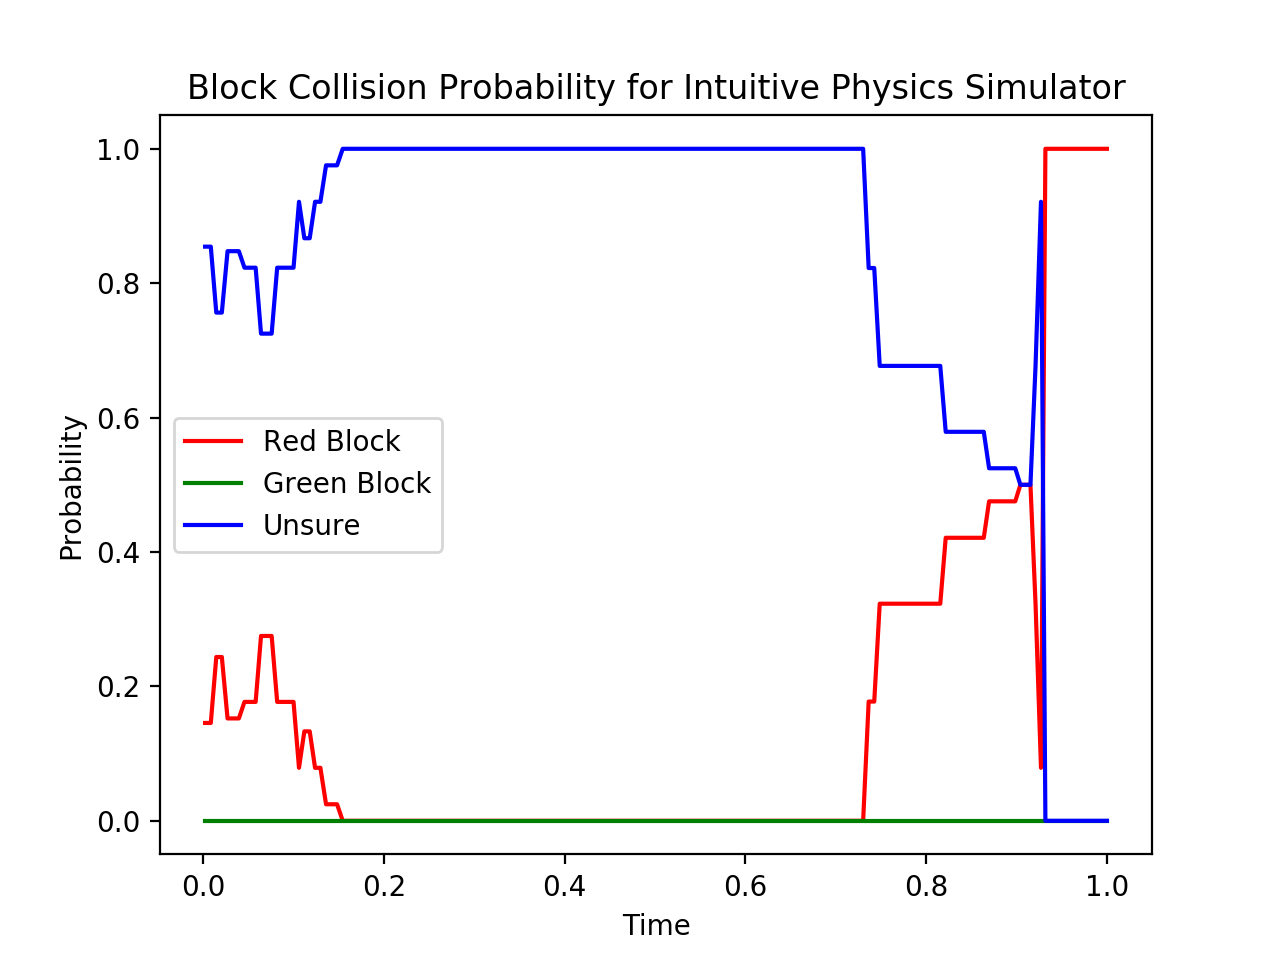 Block Collision Probability for Intuitive Physics Simulator
1.0
0.8
0.6
0.4
0.2
0.0
Probability
Red Block
Green Block
Unsure
0.0 0.2 0.4 0.6 0.8 1.0
Time